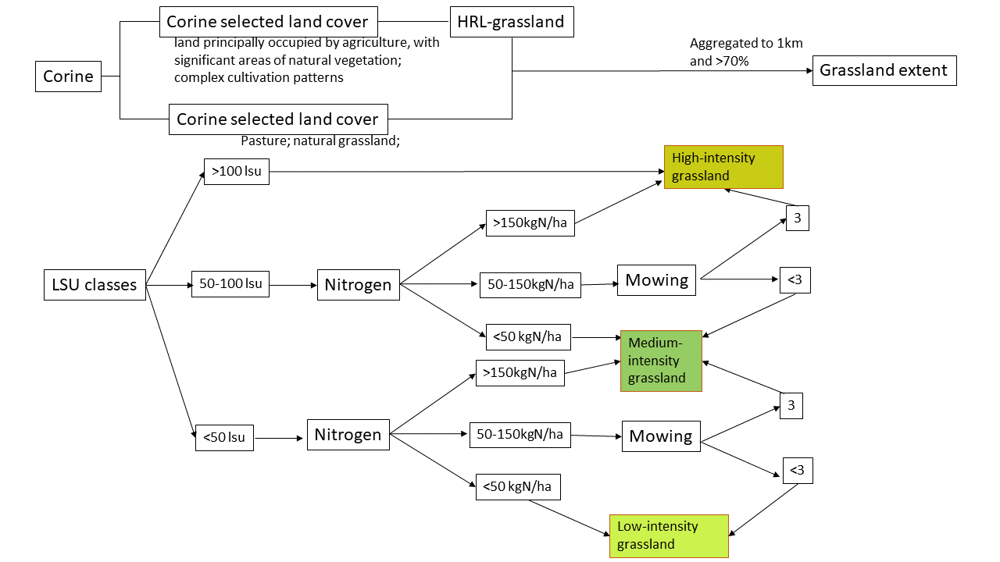 Corine selected land cover
HRL-grassland
land principally occupied by agriculture, with
significant areas of natural vegetation;
complex cultivation patterns
Aggregated to 1km
and >70%
Corine
Grassland extent
Corine selected land cover
Pasture; natural grassland;
>100 lsu
High-intensity
grassland
>150kgN/ha
3
LSU classes
50-100 lsu
Nitrogen
50-150kgN/ha
Mowing
<3
<50 kgN/ha
Medium-
intensity
grassland
>150kgN/ha
3
<50 lsu
Nitrogen
50-150kgN/ha
Mowing
<3
<50 kgN/ha
Low-intensity
grassland